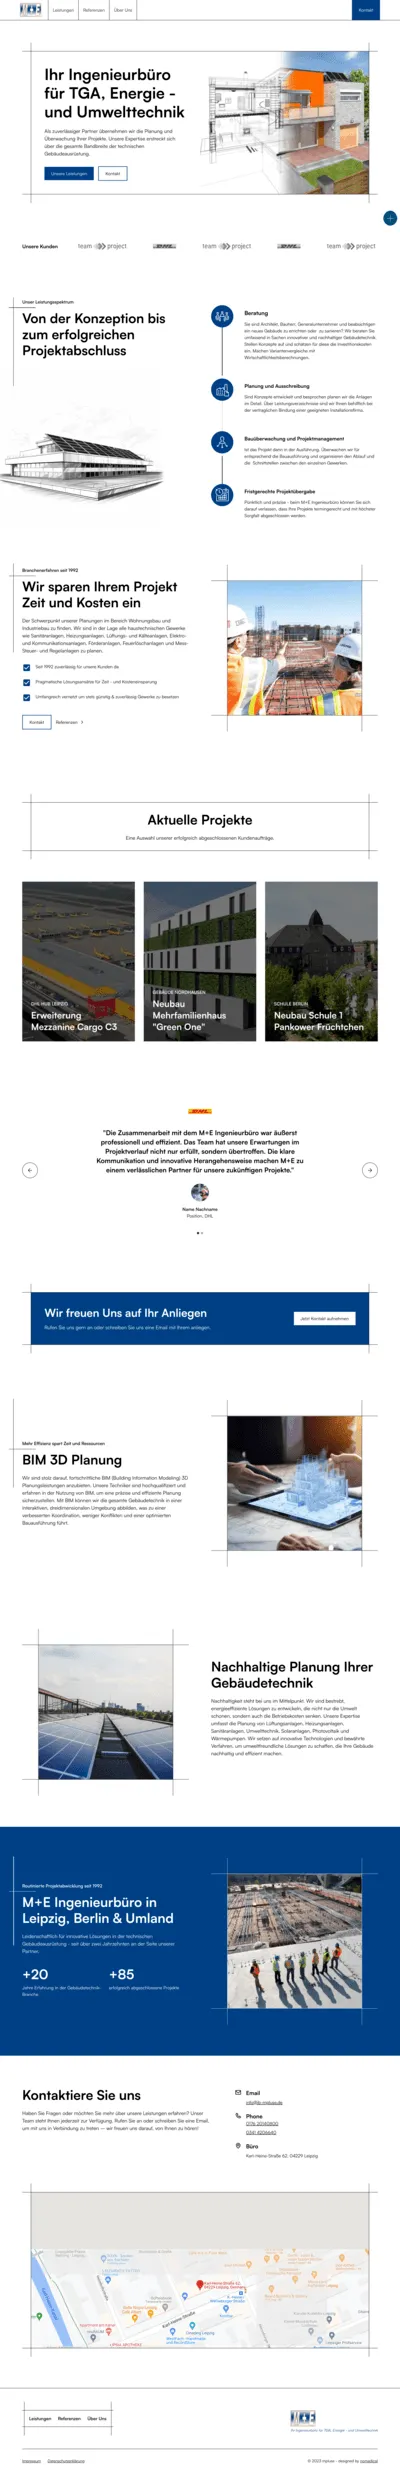 M+E
Leistungen
Referenzen
Über Uns
Kontakt
Ihr Ingenieurbüro
für TGA, Energie -
und Umwelttechnik
Als zuverlässiger Partner übernehmen wir die Planung und
Überwachung Ihrer Projekte. Unsere Expertise erstreckt sich
über die gesamte Bandbreite der technischen
Gebäudeausrüstung.
Unsere Leistungen
Kontakt
Unsere Kunden
team project
team project
team project
Unser Leistungsspektrum
Von der Konzeption bis
zum erfolgreichen
Projektabschluss
Beratung
Sie sind Architekt, Bauherr, Generalunternehmer und beabsichtigen
ein neues Gebäude zu errichten oder zu sanieren? Wir beraten Sie
umfassend in Sachen innovativer und nachhaltiger Gebäudetechnik.
Stellen Konzepte auf und schätzen für diese die Investitionskosten
ein. Machen Variantenvergleiche mit
Wirtschaftlichkeitsberechnungen.
Planung und Ausschreibung
Sind Konzepte entwickelt und besprochen planen wir die Anlagen
im Detail. Über Leistungsverzeichnisse sind wir Ihnen behilflich bei
der vertraglichen Bindung einer geeigneten Installationsfirma.
Bauüberwachung und Projektmanagement
Ist das Projekt dann in der Ausführung, Überwachen wir für
entsprechend die Bauausführung und organisieren den Ablauf und
die Schnittstellen zwischen den einzelnen Gewerken.
Fristgerechte Projektübergabe
Pünktlich und präzise - beim M+E Ingenieurbüro können Sie sich
darauf verlassen, dass Ihre Projekte termingerecht und mit höchster
Sorgfalt abgeschlossen werden.
Branchenerfahren seit 1992
Wir sparen Ihrem Projekt
Zeit und Kosten ein
Der Schwerpunkt unserer Planungen im Bereich Wohnungsbau und
Industriebau zu finden. Wir sind in der Lage alle haustechnischen Gewerke
wie Sanitäranlagen, Heizungsanlagen, Lüftungs- und Kälteanlagen, Elektro-
und Kommunikationsanlagen, Förderanlagen, Feuerlöschanlagen und Mess-
Steuer- und Regelanlagen zu planen.
Seit 1992 zuverlässig für unsere Kunden da
Pragmatische Lösungsansätze für Zeit - und Kosteneinsparung
Umfangreich vernetzt um stets günstig & zuverlässig Gewerke zu besetzen
Kontakt
Referenzen
Aktuelle Projekte
Eine Auswahl unserer erfolgreich abgeschlossenen Kundenaufträge.
DHL HUB LEIPZIG
Erweiterung
Mezzanine Cargo C3
GEBÄUDE NORDHAUSEN
Neubau
Mehrfamilienhaus
"Green One"
SCHULE BERLIN
Neubau Schule 1
Pankower Früchtchen
DHL
"Die Zusammenarbeit mit dem M+E Ingenieurbüro war äußerst
professionell und effizient. Das Team hat unsere Erwartungen im
Projektverlauf nicht nur erfüllt, sondern übertroffen. Die klare
Kommunikation und innovative Herangehensweise machen M+E zu
einem verlässlichen Partner für unsere zukünftigen Projekte."
Name Nachname
Position, DHL
Wir freuen Uns auf Ihr Anliegen
Rufen Sie uns gern an oder schreiben Sie uns eine Email mit Ihrem anliegen.
Jetzt Kontakt aufnehmen
Mehr Effizienz spart Zeit und Ressourcen
BIM 3D Planung
Wir sind stolz darauf, fortschrittliche BIM (Building Information Modeling) 3D
Planungsleistungen anzubieten. Unsere Techniker sind hochqualifiziert und
erfahren in der Nutzung von BIM, um eine präzise und effiziente Planung
sicherzustellen. Mit BIM können wir die gesamte Gebäudetechnik in einer
interaktiven, dreidimensionalen Umgebung abbilden, was zu einer
verbesserten Koordination, weniger Konflikten und einer optimierten
Bauausführung führt.
Nachhaltige Planung Ihrer
Gebäudetechnik
Nachhaltigkeit steht bei uns im Mittelpunkt. Wir sind bestrebt,
energieeffiziente Lösungen zu entwickeln, die nicht nur die Umwelt
schonen, sondern auch die Betriebskosten senken. Unsere Expertise
umfasst die Planung von Lüftungsanlagen, Heizungsanlagen,
Sanitäranlagen, Umwelttechnik, Solaranlagen, Photovoltaik und
Wärmepumpen. Wir setzen auf innovative Technologien und bewährte
Verfahren, um umweltfreundliche Lösungen zu schaffen, die Ihre Gebäude
nachhaltig und effizient machen.
Routinierte Projektabwicklung seit 1992
M+E Ingenieurbüro in
Leipzig, Berlin & Umland
Leidenschaftlich für innovative Lösungen in der technischen
Gebäudeausrüstung - seit über zwei Jahrzehnten an der Seite unserer
Partner.
+20
Jahre Erfahrung in der Gebäudetechnik-
Branche
+85
erfolgreich abgeschlossene Projekte
Kontaktiere Sie uns
Haben Sie Fragen oder möchten Sie mehr über unsere Leistungen erfahren? Unser
Team steht Ihnen jederzeit zur Verfügung. Rufen Sie an oder schreiben Sie eine Email,
um mit uns in Verbindung zu treten – wir freuen uns darauf, von Ihnen zu hören!
Email
Phone
0176 20190800
0341 4206640
Büro
Karl-Heine-Straße 62, 04229 Leipzig
Karl-Heine-Straße 62,
04229 Leipzig, Germany
Karl-Heine-Straße
LIPSIA APOTHEKE
Leistungen
Referenzen
Über Uns
M+E
Ihr Ingenieurbüro für TGA, Energie - und Umwelttechnik
Impressum
Datenschutzerklärung